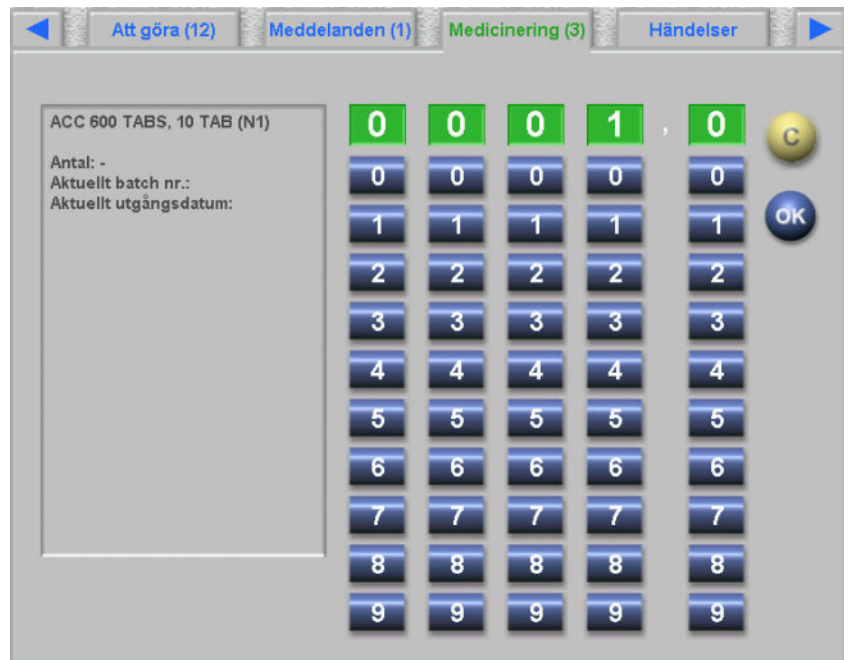 Att göra (12) Meddelanden (1) Medicinering (3) Händelser
ACC 600 TABS, 10 TAB (N1)
Antal: -
Aktuellt batch nr.:
Aktuellt utgångsdatum:
0 0 0 1 , 0
0 0 0 0 0
1 1 1 1 1
2 2 2 2 2
3 3 3 3 3
4 4 4 4 4
5 5 5 5 5
6 6 6 6 6
7 7 7 7 7
8 8 8 8 8
9 9 9 9 9
C
OK